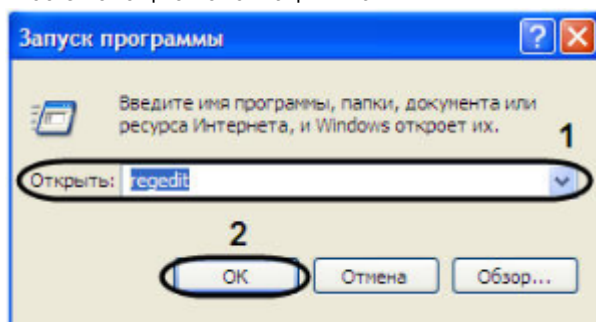 Запуск программы
Введите имя программы, папки, документа или
ресурса Интернета, и Windows откроет их.
1
Открыть: regedit
2
ОК Отмена Обзор...